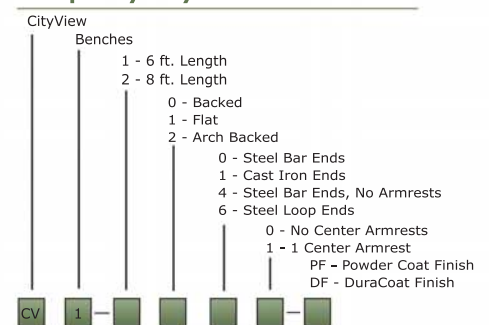 CityView
Benches
1 - 6 ft. Length
2 - 8 ft. Length
0 - Backed
1 - Flat
2 - Arch Backed
0 - Steel Bar Ends
1 - Cast Iron Ends
4 - Steel Bar Ends, No Armrests
6 - Steel Loop Ends
0 - No Center Armrests
1 - 1 Center Armrest
PF - Powder Coat Finish
DF - DuraCoat Finish
CV 1 - -